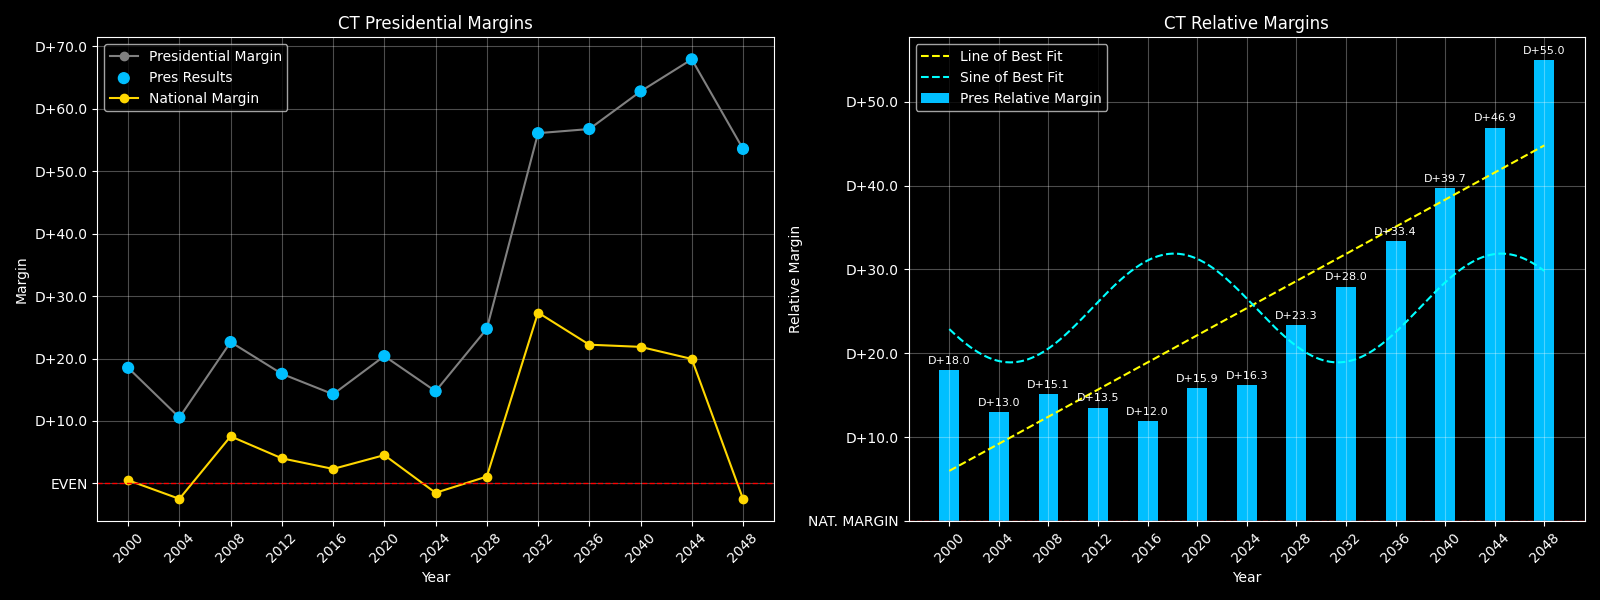 CT Presidential Margins
D+70.0
D+60.0
D+50.0
D+40.0
D+30.0
D+20.0
D+10.0
EVEN
Margin
Presidential Margin
Pres Results
National Margin
2000
2004
2008
2012
2016
2020
2024
2028
2032
2036
2040
2044
2048
Year
CT Relative Margins
D+50.0
D+40.0
D+30.0
D+20.0
D+10.0
NAT. MARGIN
Relative Margin
Line of Best Fit
Sine of Best Fit
Pres Relative Margin
D+18.0
D+13.0
D+15.1
D+13.5
D+12.0
D+15.9
D+16.3
D+23.3
D+28.0
D+33.4
D+39.7
D+46.9
D+55.0
2000
2004
2008
2012
2016
2020
2024
2028
2032
2036
2040
2044
2048
Year